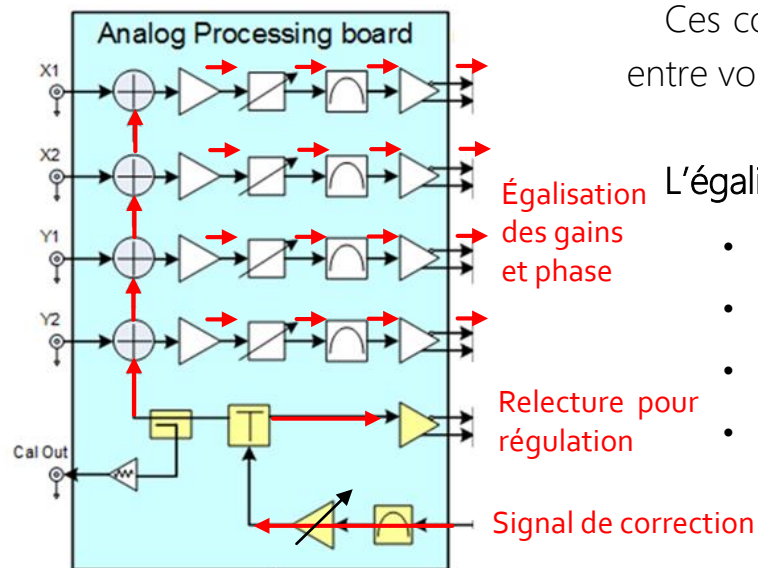 Analog Processing board
Ces co
entre vo
X1
X2
Égalisation
des gains
et phase
L'égali
•
•
•
•
Y1
Y2
Relecture pour
régulation
Cal Out
Signal de correction